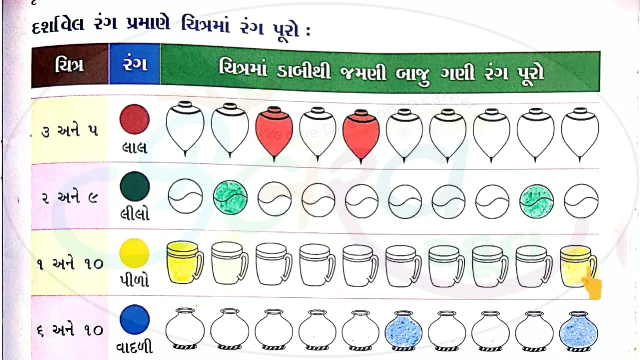 દર્શાવેલ રંગ પ્રમાણે ચિત્રમાં રંગ પૂરો :
ચિત્ર રંગ ચિત્રમાં ડાબીથી જમણી બાજુ ગણી રંગ પૂરો
૩ અને ૫ લાલ
૨ અને ૯ લીલો
૧ અને ૧૦ પીળો
૬ અને ૧૦ વાદળી